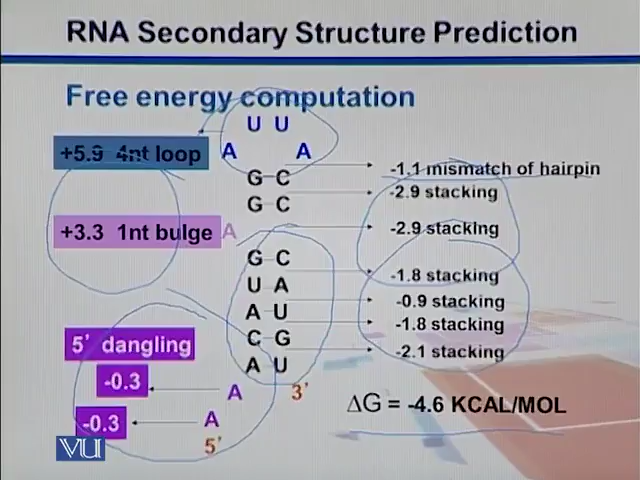 RNA Secondary Structure Prediction
Free energy computation
U U
+5.9 4nt loop A A
-1.1 mismatch of hairpin
G C
-2.9 stacking
G C
+3.3 1nt bulge A -2.9 stacking
G C
-1.8 stacking
U A
-0.9 stacking
A U
-1.8 stacking
5' dangling C G
-2.1 stacking
A U
-0.3 A 3'
ΔG = -4.6 KCAL/MOL
-0.3 A
5'
VU